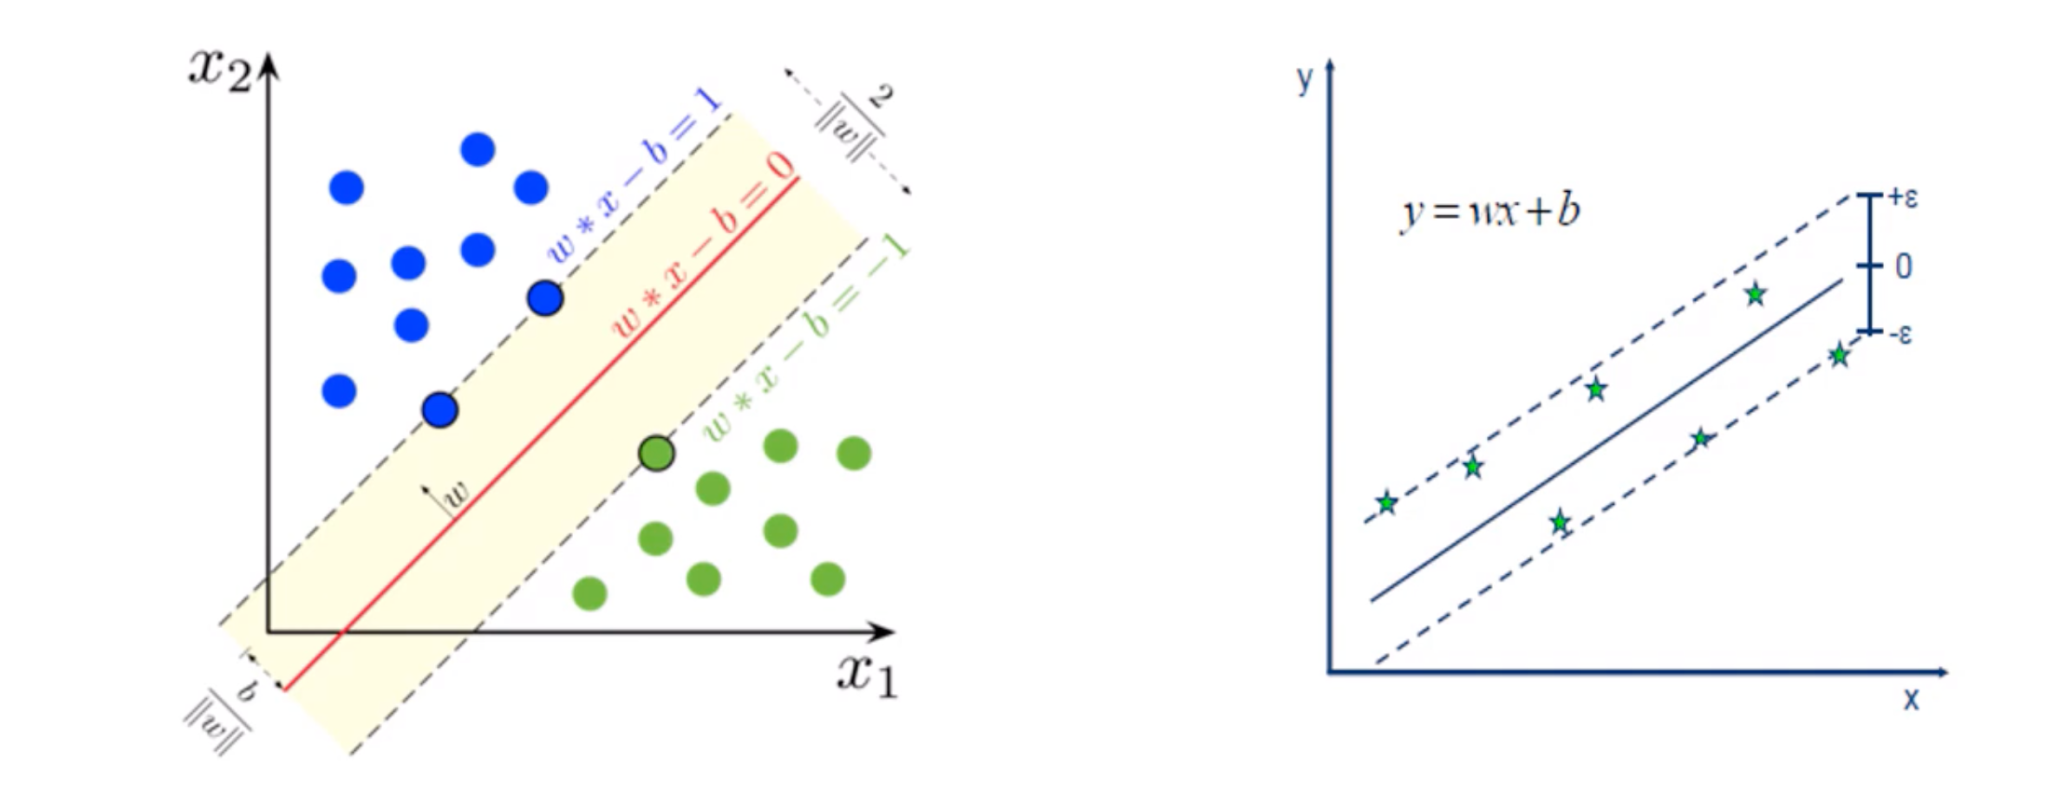 x₂
w * x − b = 1
2
‖w‖
w * x − b = 0
w * x − b = −1
w
x₁
b
‖w‖
y
y = wx + b
+ε
0
-ε
x